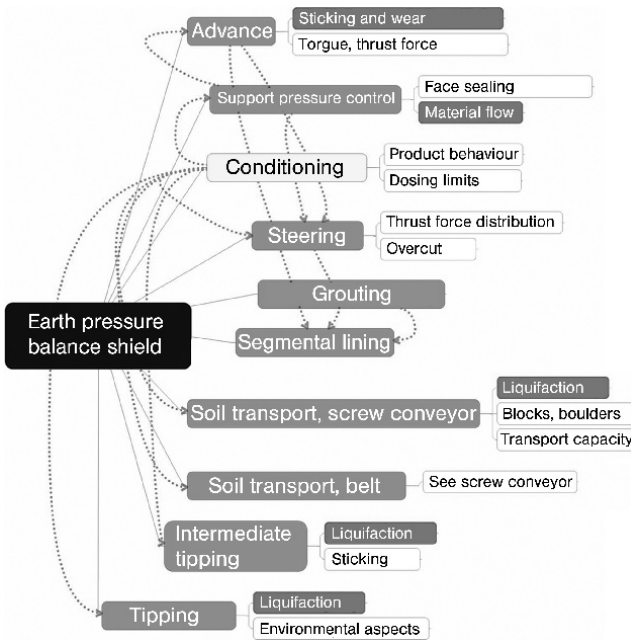 Advance
Sticking and wear
Torgue, thrust force
Support pressure control
Face sealing
Material flow
Conditioning
Product behaviour
Dosing limits
Steering
Thrust force distribution
Overcut
Grouting
Earth pressure
balance shield
Segmental lining
Soil transport, screw conveyor
Liquifaction
Blocks, boulders
Transport capacity
Soil transport, belt
See screw conveyor
Intermediate
tipping
Liquifaction
Sticking
Tipping
Liquifaction
Environmental aspects